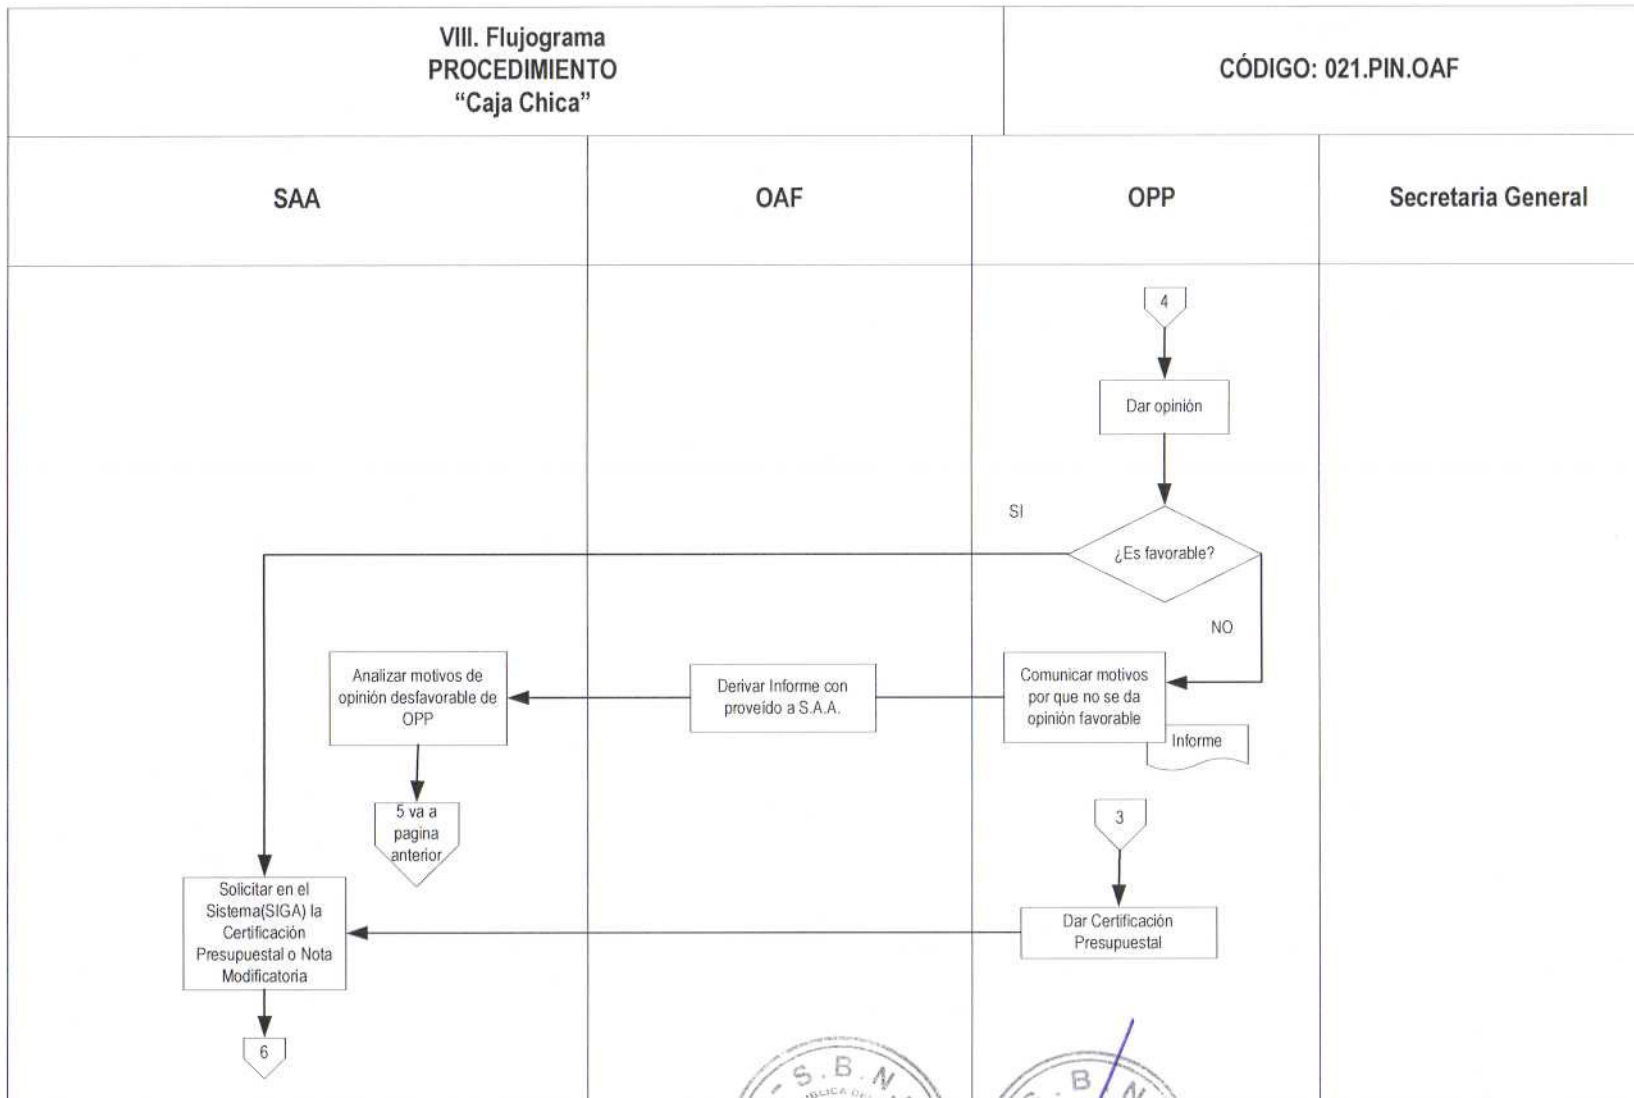 VIII. Flujograma
PROCEDIMIENTO
“Caja Chica”
CÓDIGO: 021.PIN.OAF
SAA
OAF
OPP
Secretaria General
4
Dar opinión
SI
¿Es favorable?
NO
Analizar motivos de
opinión desfavorable de
OPP
Derivar Informe con
proveído a S.A.A.
Comunicar motivos
por que no se da
opinión favorable
Informe
5 va a
pagina
anterior
3
Solicitar en el
Sistema(SIGA) la
Certificación
Presupuestal o Nota
Modificatoria
Dar Certificación
Presupuestal
6
S.B.N.
B.N